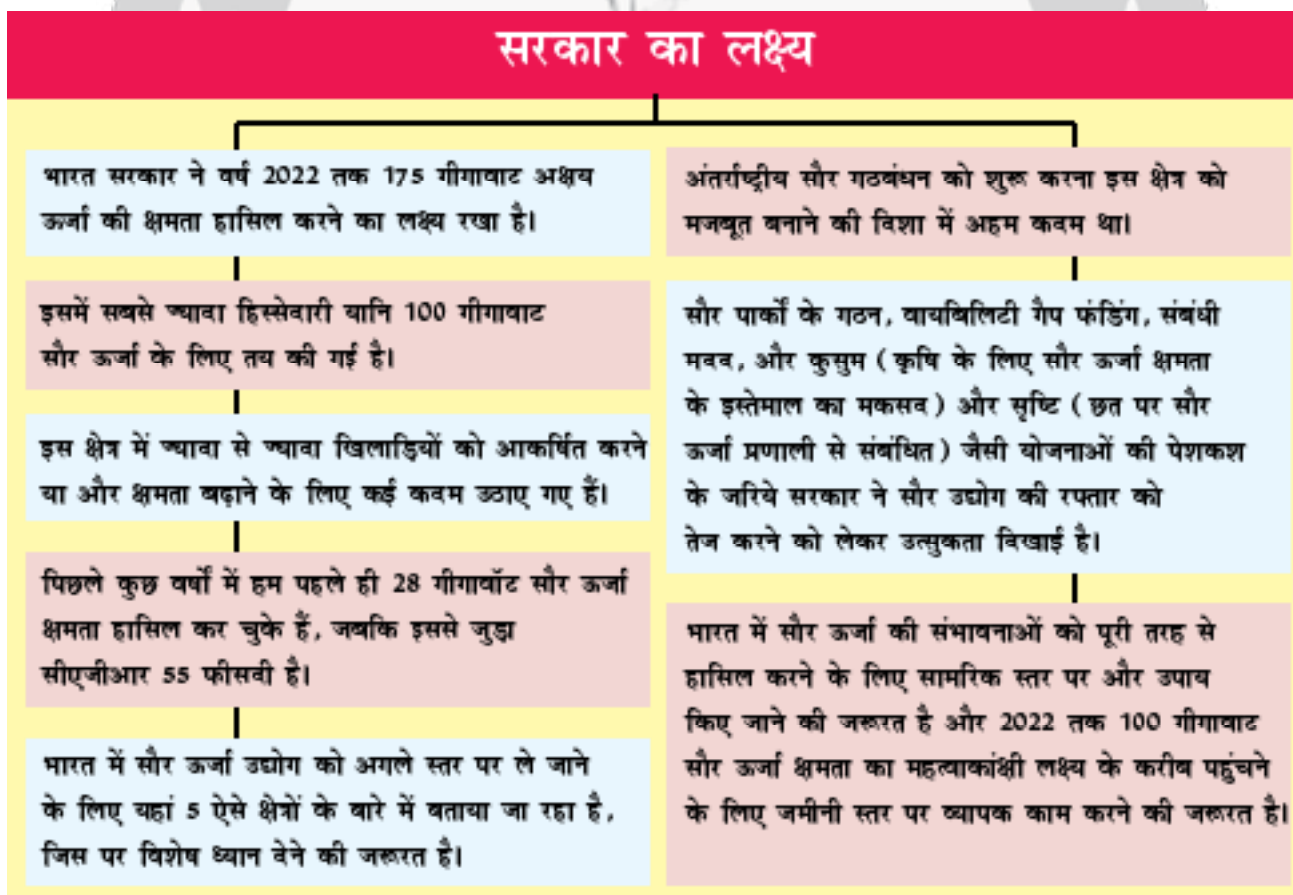 सरकार का लक्ष्य
भारत सरकार ने वर्ष 2022 तक 175 गीगावाट अक्षय
ऊर्जा की क्षमता हासिल करने का लक्ष्य रखा है।
इसमें सबसे ज्यादा हिस्सेदारी यानि 100 गीगावाट
सौर ऊर्जा के लिए तय की गई है।
इस क्षेत्र में ज्यादा से ज्यादा खिलाड़ियों को आकर्षित करने
या और क्षमता बढ़ाने के लिए कई कदम उठाए गए हैं।
पिछले कुछ वर्षों में हम पहले ही 28 गीगावॉट सौर ऊर्जा
क्षमता हासिल कर चुके हैं, जबकि इससे जुड़ा
सीएजीआर 55 फीसदी है।
भारत में सौर ऊर्जा उद्योग को अगले स्तर पर ले जाने
के लिए यहां 5 ऐसे क्षेत्रों के बारे में बताया जा रहा है,
जिस पर विशेष ध्यान देने की जरूरत है।
अंतर्राष्ट्रीय सौर गठबंधन को शुरू करना इस क्षेत्र को
मजबूत बनाने की दिशा में अहम कदम था।
सौर पार्कों के गठन, वायबिलिटी गैप फंडिंग, संबंधी
मदद, और कुसुम (कृषि के लिए सौर ऊर्जा क्षमता
के इस्तेमाल का मकसद) और सृष्टि (छत पर सौर
ऊर्जा प्रणाली से संबंधित) जैसी योजनाओं की पेशकश
के जरिये सरकार ने सौर उद्योग की रफ्तार को
तेज करने को लेकर उत्सुकता दिखाई है।
भारत में सौर ऊर्जा की संभावनाओं को पूरी तरह से
हासिल करने के लिए सामरिक स्तर पर और उपाय
किए जाने की जरूरत है और 2022 तक 100 गीगावाट
सौर ऊर्जा क्षमता का महत्वाकांक्षी लक्ष्य के करीब पहुंचने
के लिए जमीनी स्तर पर व्यापक काम करने की जरूरत है।